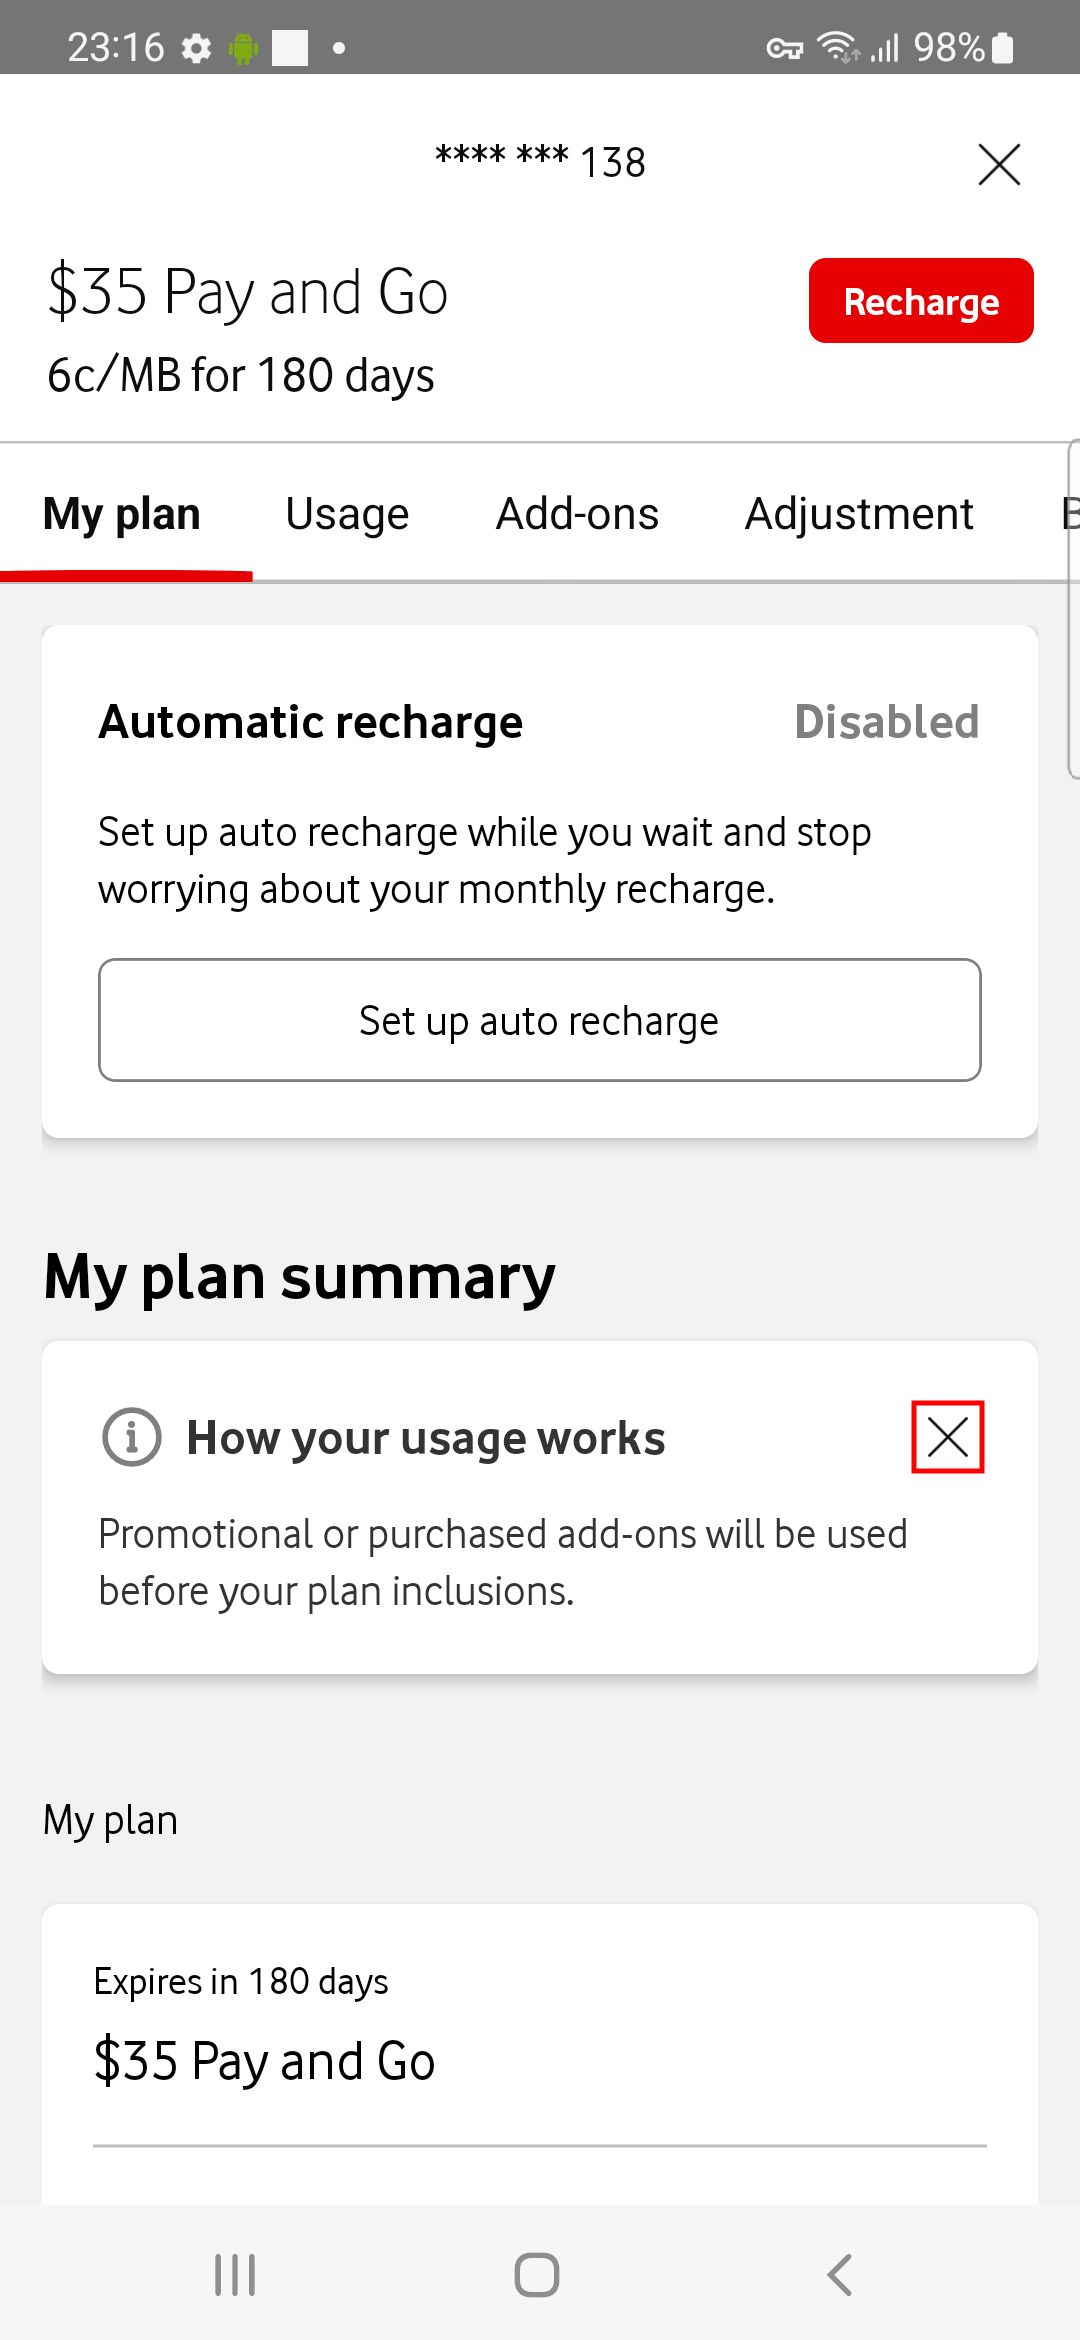 23:16
98%
**** *** 138
$35 Pay and Go
Recharge
6c/MB for 180 days
My plan Usage Add-ons Adjustment
Automatic recharge Disabled
Set up auto recharge while you wait and stop
worrying about your monthly recharge.
Set up auto recharge
My plan summary
How your usage works
Promotional or purchased add-ons will be used
before your plan inclusions.
My plan
Expires in 180 days
$35 Pay and Go